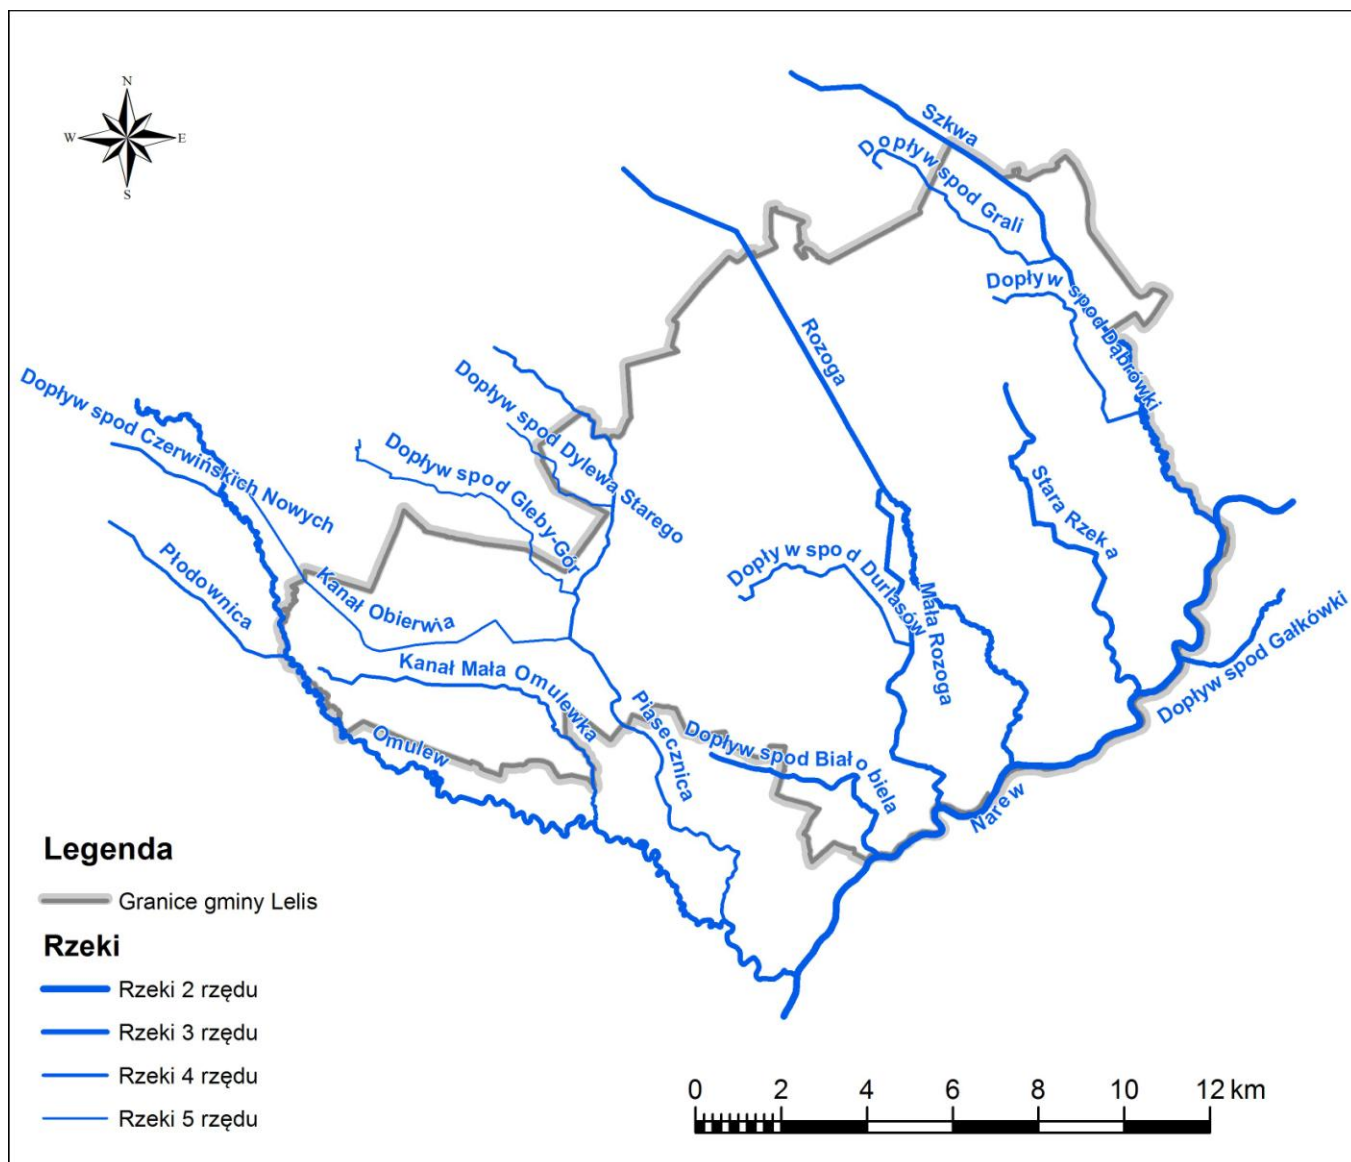 N
W
E
S
Szkwa
Dopływ spod Grali
Dopływ spod Dąbrówki
Rozoga
Dopływ spod Dylewa Starego
Dopływ spod Czerwińskich Nowych
Dopływ spod Gleby-Gór
Stara Rzeka
Płodownica
Kanał Obierwia
Dopływ spod Durlasów
Mała Rozoga
Dopływ spod Gałkówki
Kanał Mała Omulewka
Piasecznica
Omulew
Dopływ spod Białobiela
Narew
Legenda
Granice gminy Lelis
Rzeki
Rzeki 2 rzędu
Rzeki 3 rzędu
Rzeki 4 rzędu
Rzeki 5 rzędu
0 2 4 6 8 10 12 km